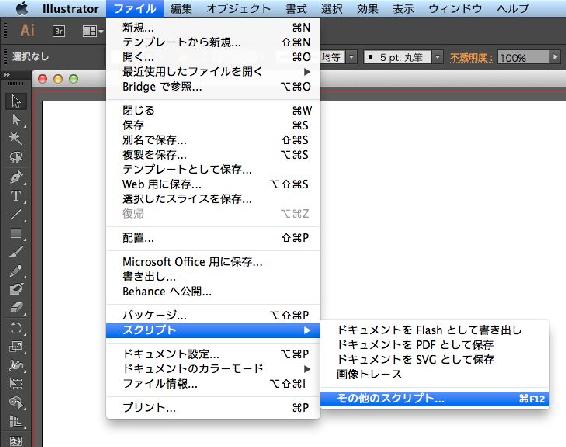 Illustrator ファイル 編集 オブジェクト 書式 選択 効果 表示 ウィンドウ ヘルプ
Ai Br
選択なし 均等 5 pt. 丸筆 不透明度: 100%
新規... ⌘N
テンプレートから新規... ⇧⌘N
開く... ⌘O
最近使用したファイルを開く
Bridge で参照... ⌥⌘O
閉じる ⌘W
保存 ⌘S
別名で保存... ⇧⌘S
複製を保存... ⌥⌘S
テンプレートとして保存...
Web 用に保存... ⌥⇧⌘S
選択したスライスを保存...
復帰 ⌥⌘Z
配置... ⇧⌘P
Microsoft Office 用に保存...
書き出し...
Behance へ公開...
パッケージ... ⌥⇧⌘P
スクリプト
ドキュメントを Flash として書き出し
ドキュメントを PDF として保存
ドキュメントを SVG として保存
画像トレース
その他のスクリプト... ⌘F12
ドキュメント設定... ⌥⌘P
ドキュメントのカラーモード
ファイル情報... ⌥⇧⌘I
プリント... ⌘P